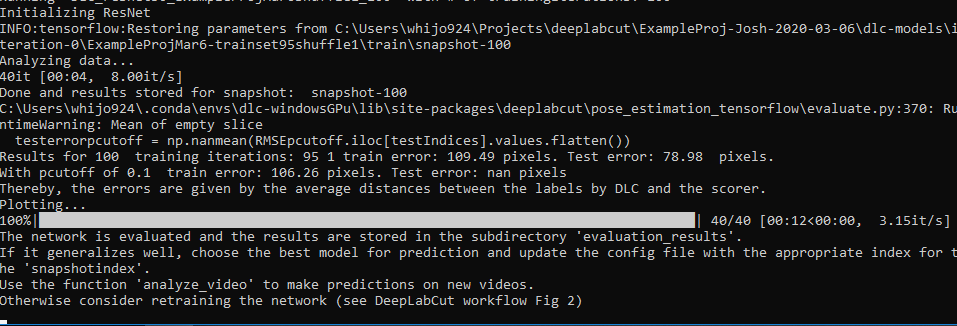 Initializing ResNet
INFO:tensorflow:Restoring parameters from C:\Users\whijo924\Projects\deeplabcut\ExampleProj-Josh-2020-03-06\dlc-models\i
teration-0\ExampleProjMar6-trainset95shuffle1\train\snapshot-100
Analyzing data...
40it [00:04,  8.00it/s]
Done and results stored for snapshot:  snapshot-100
C:\Users\whijo924\.conda\envs\dlc-windowsGPu\lib\site-packages\deeplabcut\pose_estimation_tensorflow\evaluate.py:370: Ru
ntimeWarning: Mean of empty slice
  testerrorpcutoff = np.nanmean(RMSEpcutoff.iloc[testIndices].values.flatten())
Results for 100  training iterations: 95 1 train error: 109.49 pixels. Test error: 78.98  pixels.
With pcutoff of 0.1  train error: 106.26 pixels. Test error: nan pixels
Thereby, the errors are given by the average distances between the labels by DLC and the scorer.
Plotting...
100%| | 40/40 [00:12<00:00,  3.15it/s]
The network is evaluated and the results are stored in the subdirectory 'evaluation_results'.
If it generalizes well, choose the best model for prediction and update the config file with the appropriate index for t
he 'snapshotindex'.
Use the function 'analyze_video' to make predictions on new videos.
Otherwise consider retraining the network (see DeepLabCut workflow Fig 2)